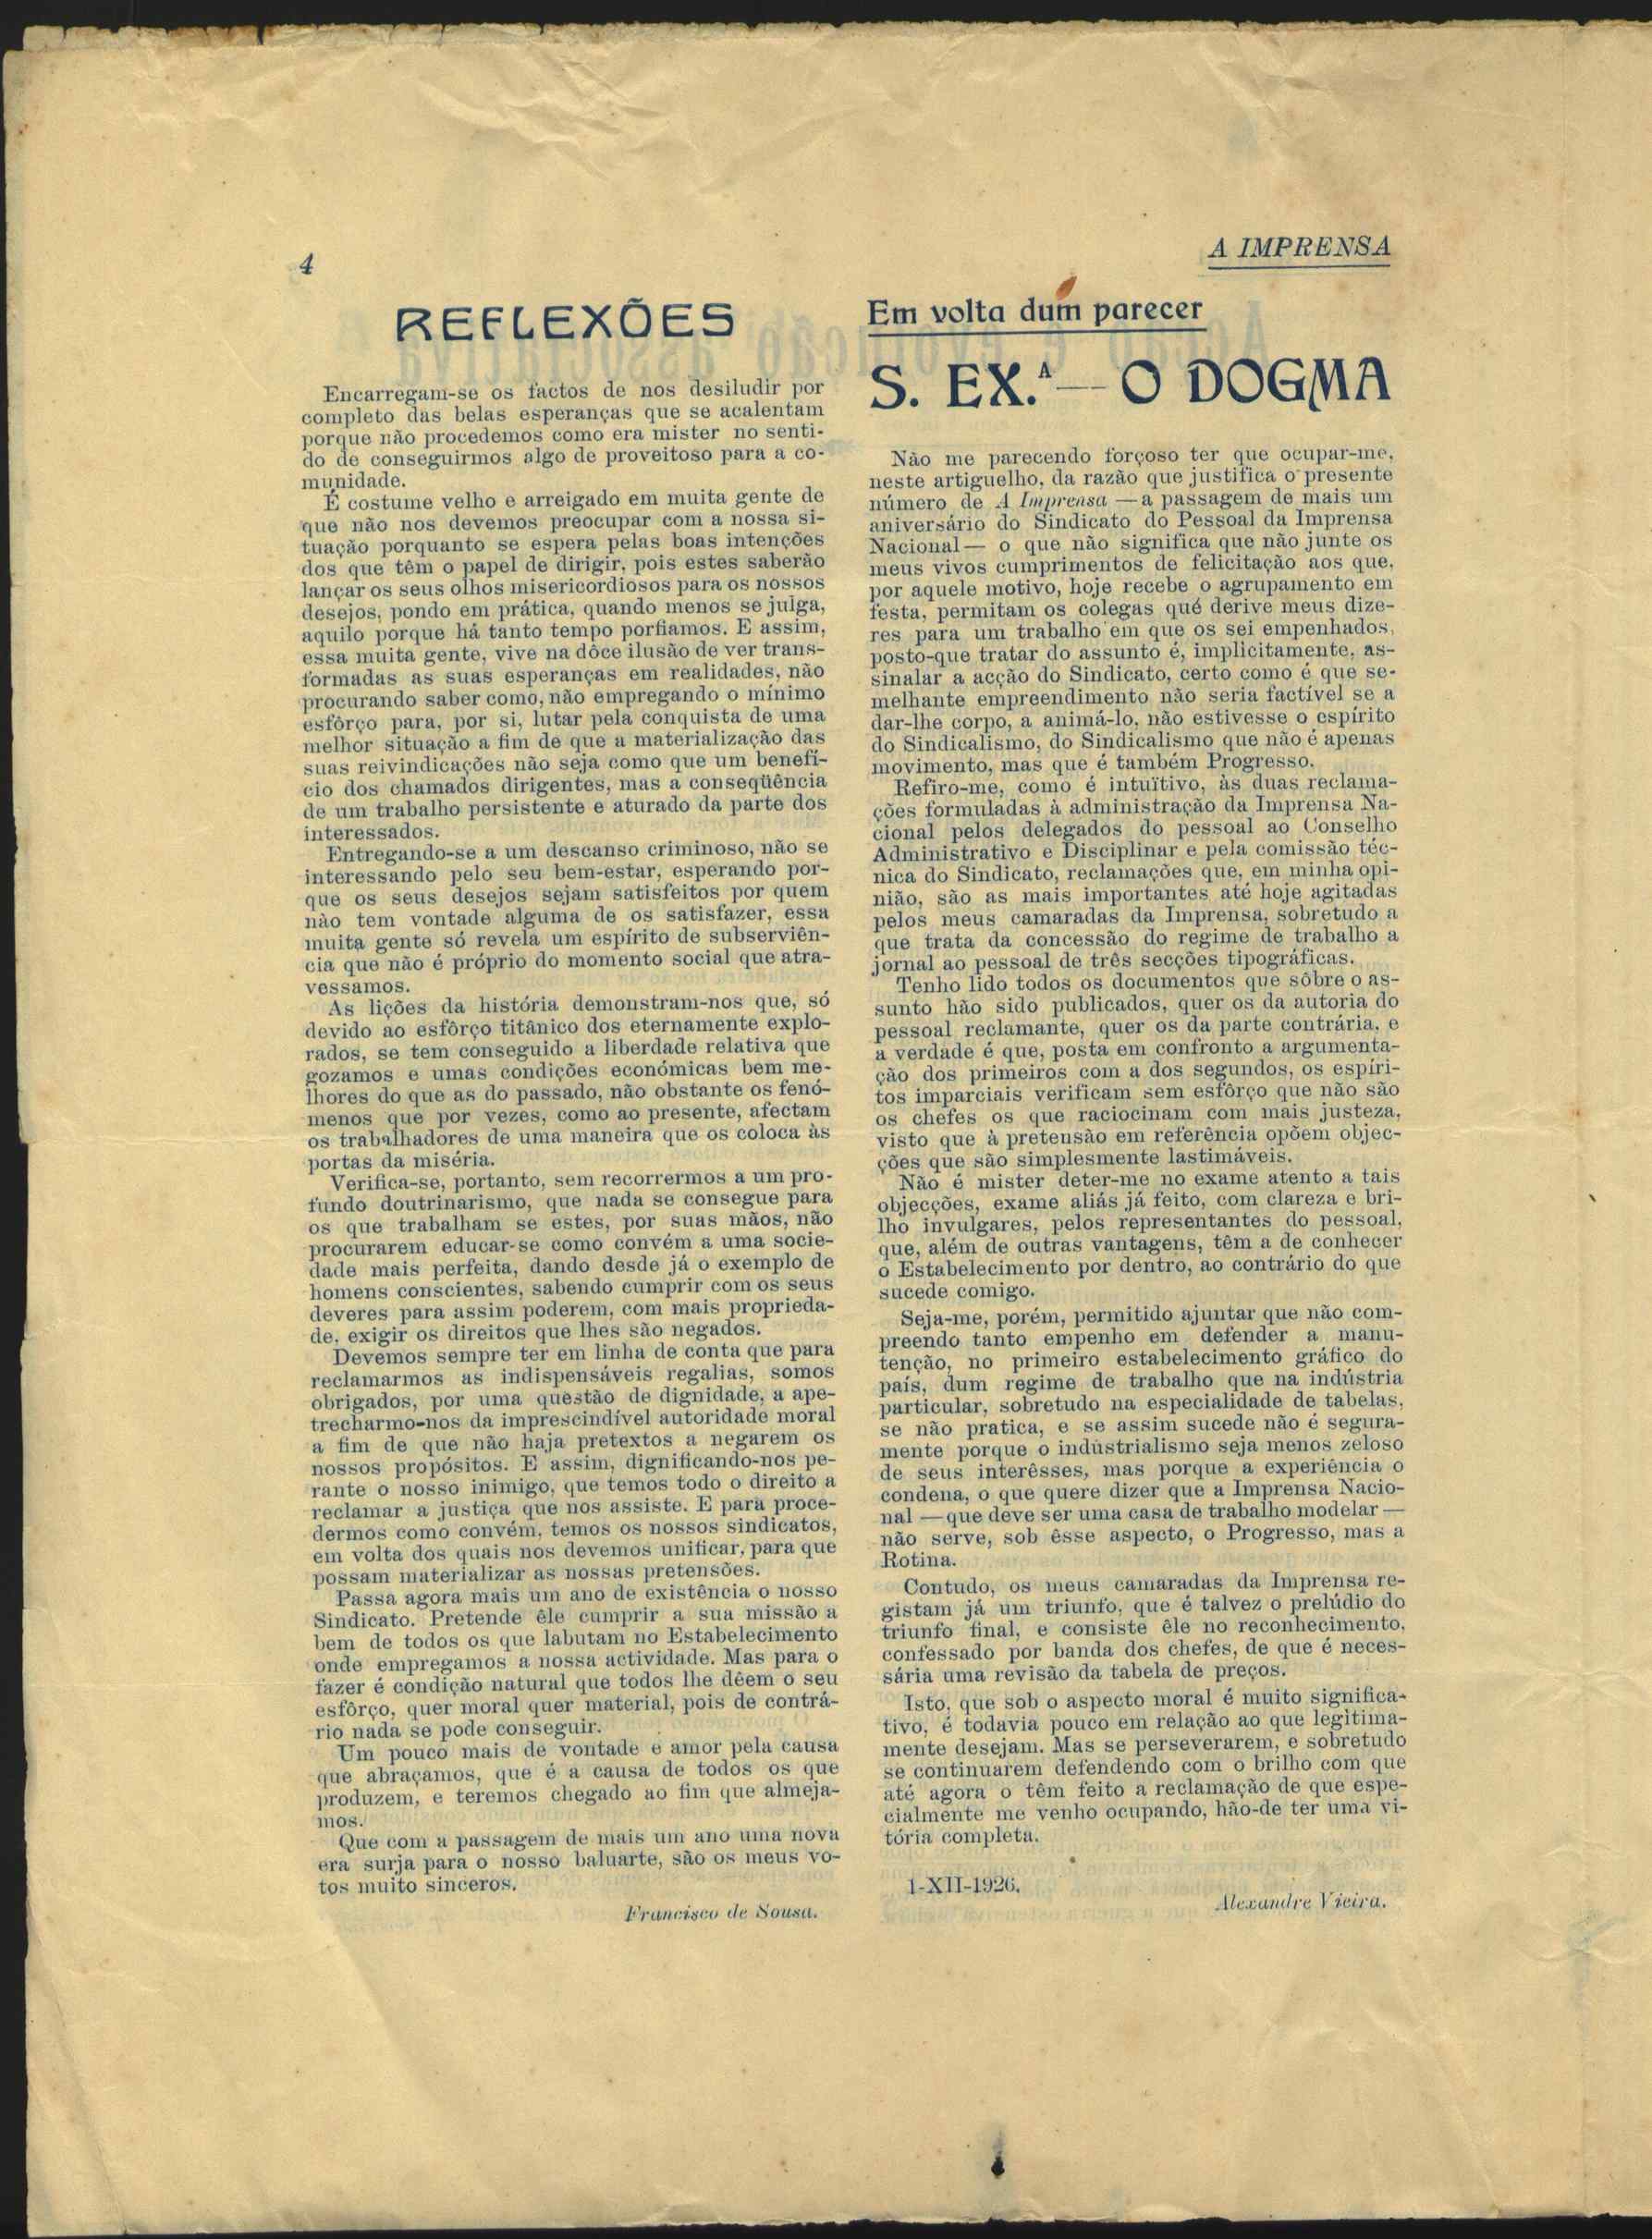 4
A IMPRENSA
REFLEXÕES
Encarregam-se os factos de nos desiludir por
completo das belas esperanças que se acalentam
porque não procedemos como era mister no senti-
do de conseguirmos algo de proveitoso para a co-
munidade.
É costume velho e arreigado em muita gente de
que não nos devemos preocupar com a nossa si-
tuação porquanto se espera pelas boas intenções
dos que têm o papel de dirigir, pois estes saberão
lançar os seus olhos misericordiosos para os nossos
desejos, pondo em prática, quando menos se julga,
aquilo porque há tanto tempo porfiamos. E assim,
essa muita gente, vive na dôce ilusão de ver trans-
formadas as suas esperanças em realidades, não
procurando saber como, não empregando o mínimo
esfôrço para, por si, lutar pela conquista de uma
melhor situação a fim de que a materialização das
suas reivindicações não seja como que um benefí-
cio dos chamados dirigentes, mas a conseqüência
de um trabalho persistente e aturado da parte dos
interessados.
Entregando-se a um descanso criminoso, não se
interessando pelo seu bem-estar, esperando por-
que os seus desejos sejam satisfeitos por quem
não tem vontade alguma de os satisfazer, essa
muita gente só revela um espírito de subserviên-
cia que não é próprio do momento social que atra-
vessamos.
As lições da história demonstram-nos que, só
devido ao esfôrço titânico dos eternamente explo-
rados, se tem conseguido a liberdade relativa que
gozamos e umas condições económicas bem me-
lhores do que as do passado, não obstante os fenó-
menos que por vezes, como ao presente, afectam
os trabalhadores de uma maneira que os coloca às
portas da miséria.
Verifica-se, portanto, sem recorrermos a um pro-
fundo doutrinarismo, que nada se consegue para
os que trabalham se estes, por suas mãos, não
procurarem educar-se como convém a uma socie-
dade mais perfeita, dando desde já o exemplo de
homens conscientes, sabendo cumprir com os seus
deveres para assim poderem, com mais proprieda-
de, exigir os direitos que lhes são negados.
Devemos sempre ter em linha de conta que para
reclamarmos as indispensáveis regalias, somos
obrigados, por uma questão de dignidade, a ape-
trecharmo-nos da imprescindível autoridade moral
a fim de que não haja pretextos a negarem os
nossos propósitos. E assim, dignificando-nos pe-
rante o nosso inimigo, que temos todo o direito a
reclamar a justiça que nos assiste. E para proce-
dermos como convém, temos os nossos sindicatos,
em volta dos quais nos devemos unificar, para que
possam materializar as nossas pretensões.
Passa agora mais um ano de existência o nosso
Sindicato. Pretende êle cumprir a sua missão a
bem de todos os que labutam no Estabelecimento
onde empregamos a nossa actividade. Mas para o
fazer é condição natural que todos lhe dêem o seu
esfôrço, quer moral quer material, pois de contrá-
rio nada se pode conseguir.
Um pouco mais de vontade e amor pela causa
que abraçamos, que é a causa de todos os que
produzem, e teremos chegado ao fim que almeja-
mos.
Que com a passagem de mais um ano uma nova
era surja para o nosso baluarte, são os meus vo-
tos muito sinceros.
Francisco de Sousa.
Em volta dum parecer
S. EX.ª — O DOGMA
Não me parecendo forçoso ter que ocupar-me,
neste artiguelho, da razão que justifica o presente
número de A Imprensa — a passagem de mais um
aniversário do Sindicato do Pessoal da Imprensa
Nacional — o que não significa que não junte os
meus vivos cumprimentos de felicitação aos que,
por aquele motivo, hoje recebe o agrupamento em
festa, permitam os colegas qué derive meus dize-
res para um trabalho em que os sei empenhados,
posto-que tratar do assunto é, implicitamente, as-
sinalar a acção do Sindicato, certo como é que se-
melhante empreendimento não seria factível se a
dar-lhe corpo, a animá-lo, não estivesse o espírito
do Sindicalismo, do Sindicalismo que não é apenas
movimento, mas que é também Progresso.
Refiro-me, como é intuïtivo, às duas reclama-
ções formuladas à administração da Imprensa Na-
cional pelos delegados do pessoal ao Conselho
Administrativo e Disciplinar e pela comissão téc-
nica do Sindicato, reclamações que, em minha opi-
nião, são as mais importantes até hoje agitadas
pelos meus camaradas da Imprensa, sobretudo a
que trata da concessão do regime de trabalho a
jornal ao pessoal de três secções tipográficas.
Tenho lido todos os documentos que sôbre o as-
sunto hão sido publicados, quer os da autoria do
pessoal reclamante, quer os da parte contrária, e
a verdade é que, posta em confronto a argumenta-
ção dos primeiros com a dos segundos, os espíri-
tos imparciais verificam sem esfôrço que não são
os chefes os que raciocinam com mais justeza,
visto que à pretensão em referência opõem objec-
ções que são simplesmente lastimáveis.
Não é mister deter-me no exame atento a tais
objecções, exame aliás já feito, com clareza e bri-
lho invulgares, pelos representantes do pessoal,
que, além de outras vantagens, têm a de conhecer
o Estabelecimento por dentro, ao contrário do que
sucede comigo.
Seja-me, porém, permitido ajuntar que não com-
preendo tanto empenho em defender a manu-
tenção, no primeiro estabelecimento gráfico do
país, dum regime de trabalho que na indústria
particular, sobretudo na especialidade de tabelas,
se não pratica, e se assim sucede não é segura-
mente porque o indústrialismo seja menos zeloso
de seus interêsses, mas porque a experiência o
condena, o que quere dizer que a Imprensa Nacio-
nal — que deve ser uma casa de trabalho modelar —
não serve, sob êsse aspecto, o Progresso, mas a
Rotina.
Contudo, os meus camaradas da Imprensa re-
gistam já um triunfo, que é talvez o prelúdio do
triunfo final, e consiste êle no reconhecimento,
confessado por banda dos chefes, de que é neces-
sária uma revisão da tabela de preços.
Isto, que sob o aspecto moral é muito significa-
tivo, é todavia pouco em relação ao que legitima-
mente desejam. Mas se perseverarem, e sobretudo
se continuarem defendendo com o brilho com que
até agora o têm feito a reclamação de que espe-
cialmente me venho ocupando, hão-de ter uma vi-
tória completa.
1-XII-1926.
Alexandre Vieira.